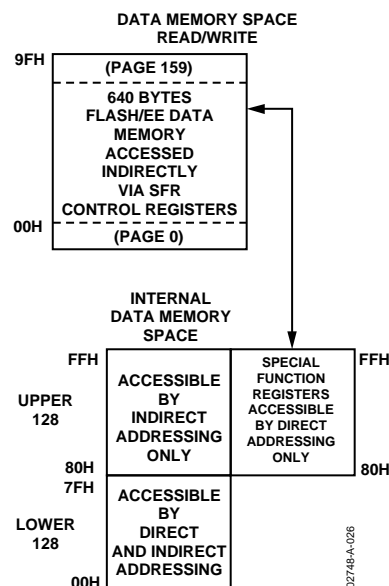 DATA MEMORY SPACE
READ/WRITE
9FH
(PAGE 159)
640 BYTES
FLASH/EE DATA
MEMORY
ACCESSED
INDIRECTLY
VIA SFR
CONTROL REGISTERS
00H
(PAGE 0)
INTERNAL
DATA MEMORY
SPACE
FFH
ACCESSIBLE
BY
INDIRECT
ADDRESSING
ONLY
SPECIAL
FUNCTION
REGISTERS
ACCESSIBLE
BY DIRECT
ADDRESSING
ONLY
FFH
UPPER
128
80H
80H
7FH
ACCESSIBLE
BY
DIRECT
AND INDIRECT
ADDRESSING
LOWER
128
00H
02748-A-026